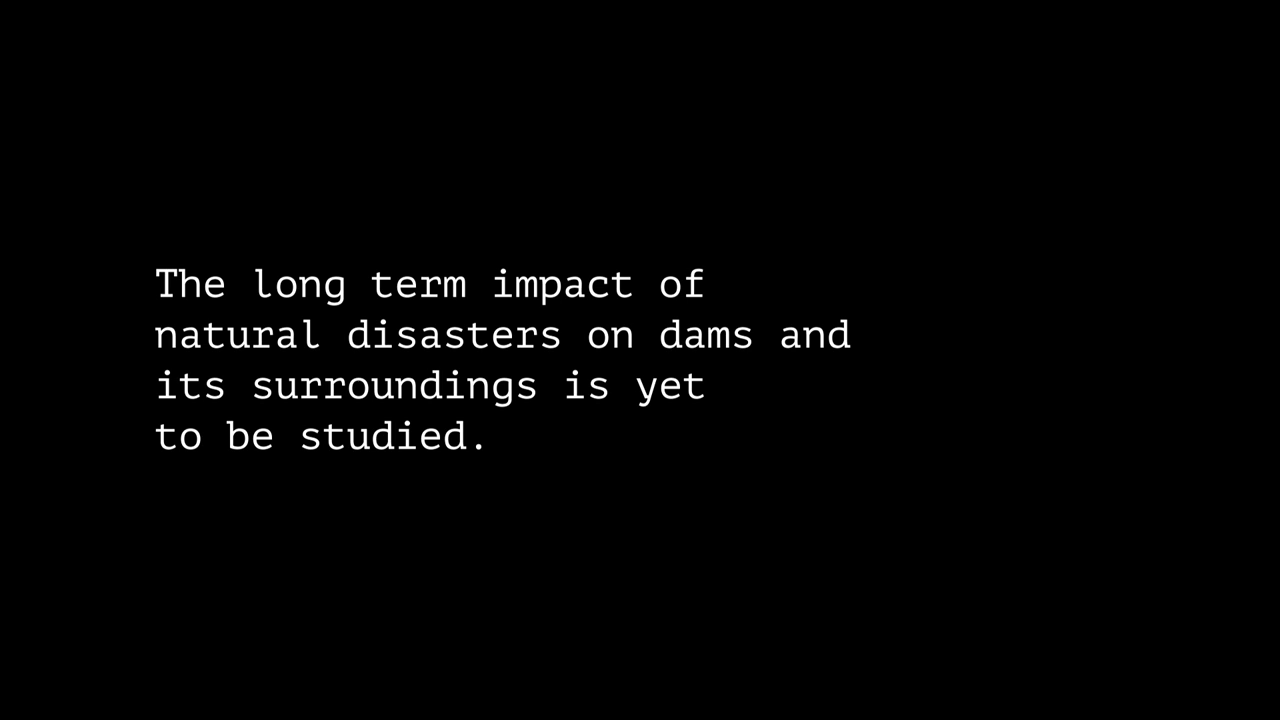 The long term impact of
natural disasters on dams and
its surroundings is yet
to be studied.